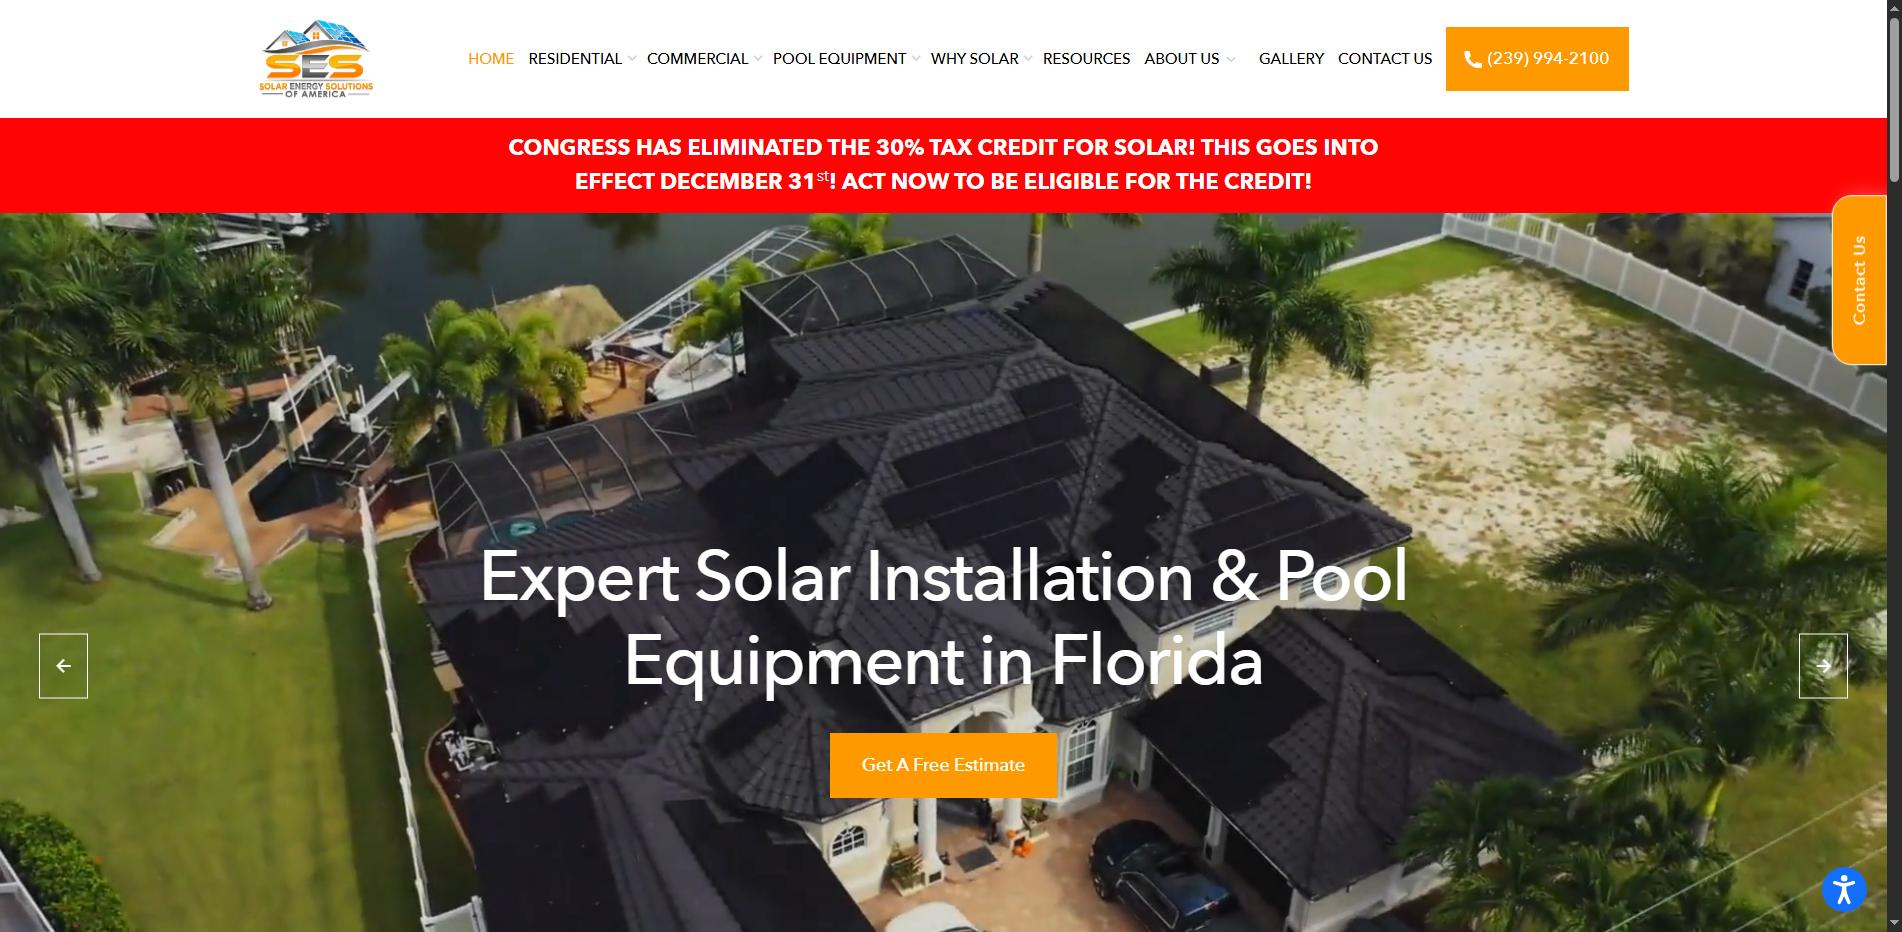 SES
SOLAR ENERGY SOLUTIONS
OF AMERICA
HOME RESIDENTIAL COMMERCIAL POOL EQUIPMENT WHY SOLAR RESOURCES ABOUT US GALLERY CONTACT US (239) 994-2100
CONGRESS HAS ELIMINATED THE 30% TAX CREDIT FOR SOLAR! THIS GOES INTO
EFFECT DECEMBER 31st! ACT NOW TO BE ELIGIBLE FOR THE CREDIT!
Contact Us
Expert Solar Installation & Pool
Equipment in Florida
Get A Free Estimate